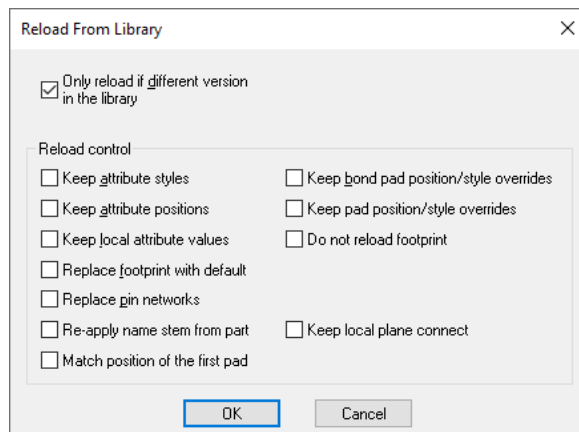 Reload From Library
Only reload if different version
in the library
Reload control
Keep attribute styles
Keep attribute positions
Keep local attribute values
Replace footprint with default
Replace pin networks
Re-apply name stem from part
Match position of the first pad
Keep bond pad position/style overrides
Keep pad position/style overrides
Do not reload footprint
Keep local plane connect
OK
Cancel